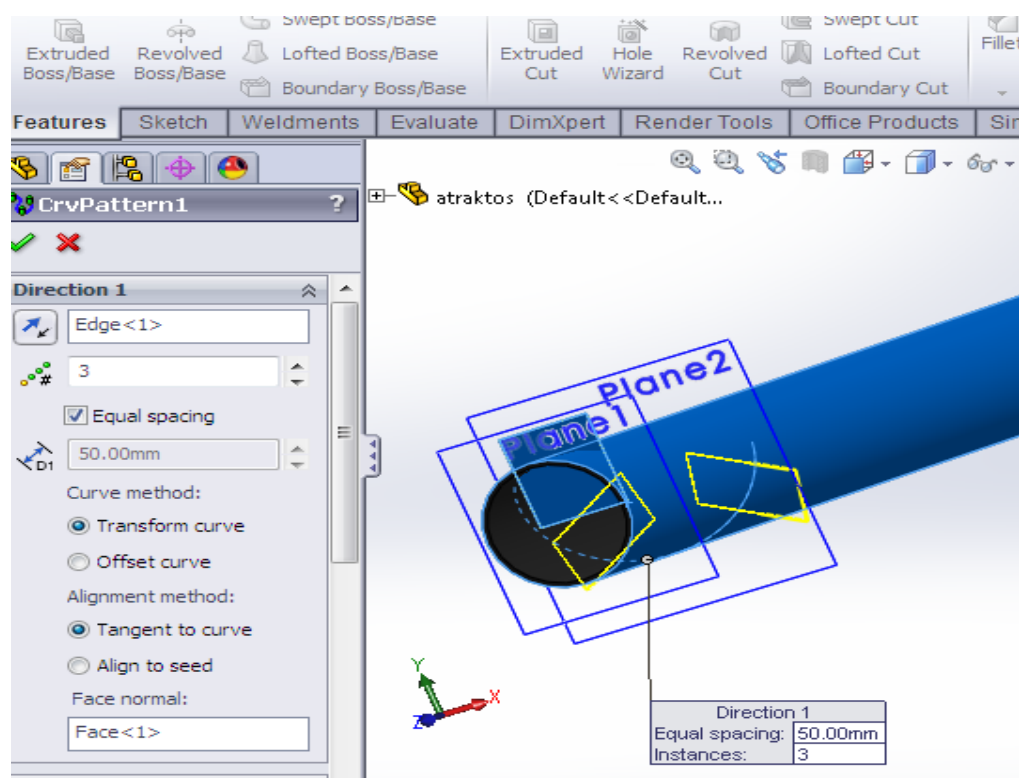 Swept Boss/Base
Swept Cut
Extruded
Boss/Base
Revolved
Boss/Base
Lofted Boss/Base
Extruded
Cut
Hole
Wizard
Revolved
Cut
Lofted Cut
Fillet
Boundary Boss/Base
Boundary Cut
Features
Sketch
Weldments
Evaluate
DimXpert
Render Tools
Office Products
atraktos (Default<<Default...
CrvPattern1
?
Direction 1
Edge<1>
#
3
Equal spacing
D1
50.00mm
Curve method:
Transform curve
Offset curve
Alignment method:
Tangent to curve
Align to seed
Face normal:
Face<1>
Plane2
Plane1
Y
X
Z
Direction 1
Equal spacing: 50.00mm
Instances: 3